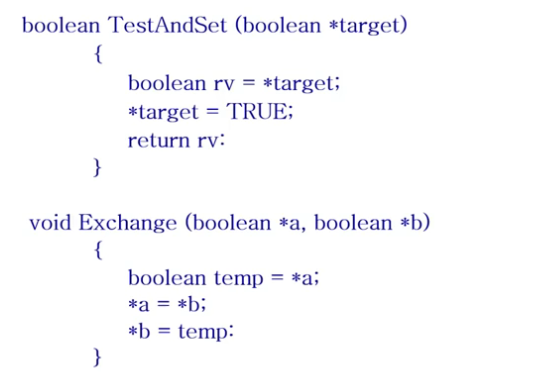 boolean TestAndSet (boolean *target)
{
boolean rv = *target;
*target = TRUE;
return rv:
}
void Exchange (boolean *a, boolean *b)
{
boolean temp = *a;
*a = *b;
*b = temp:
}